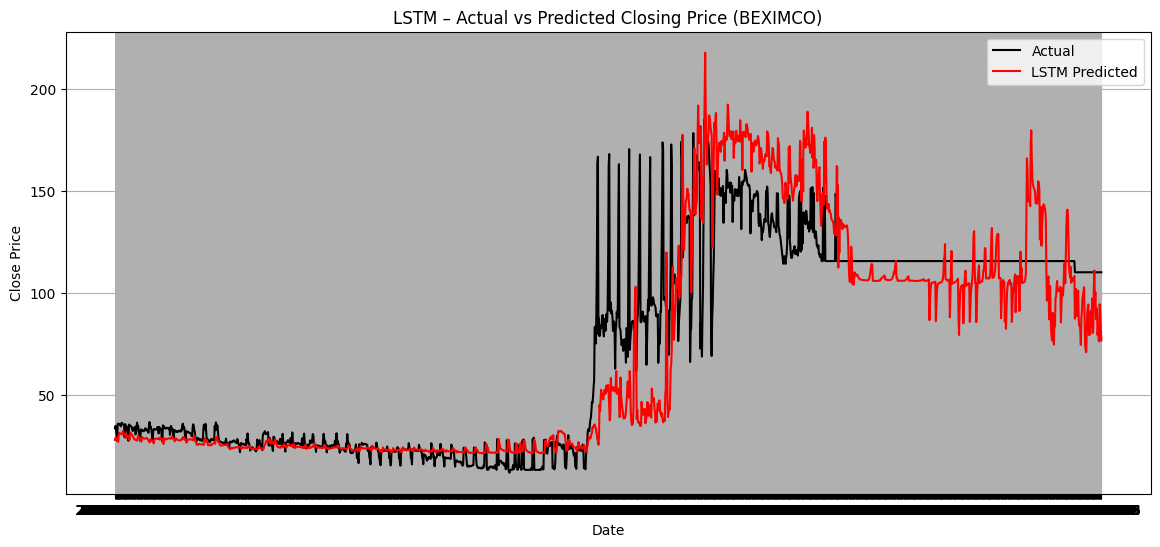 LSTM – Actual vs Predicted Closing Price (BEXIMCO)
Actual
LSTM Predicted
200
150
100
50
Close Price
Date